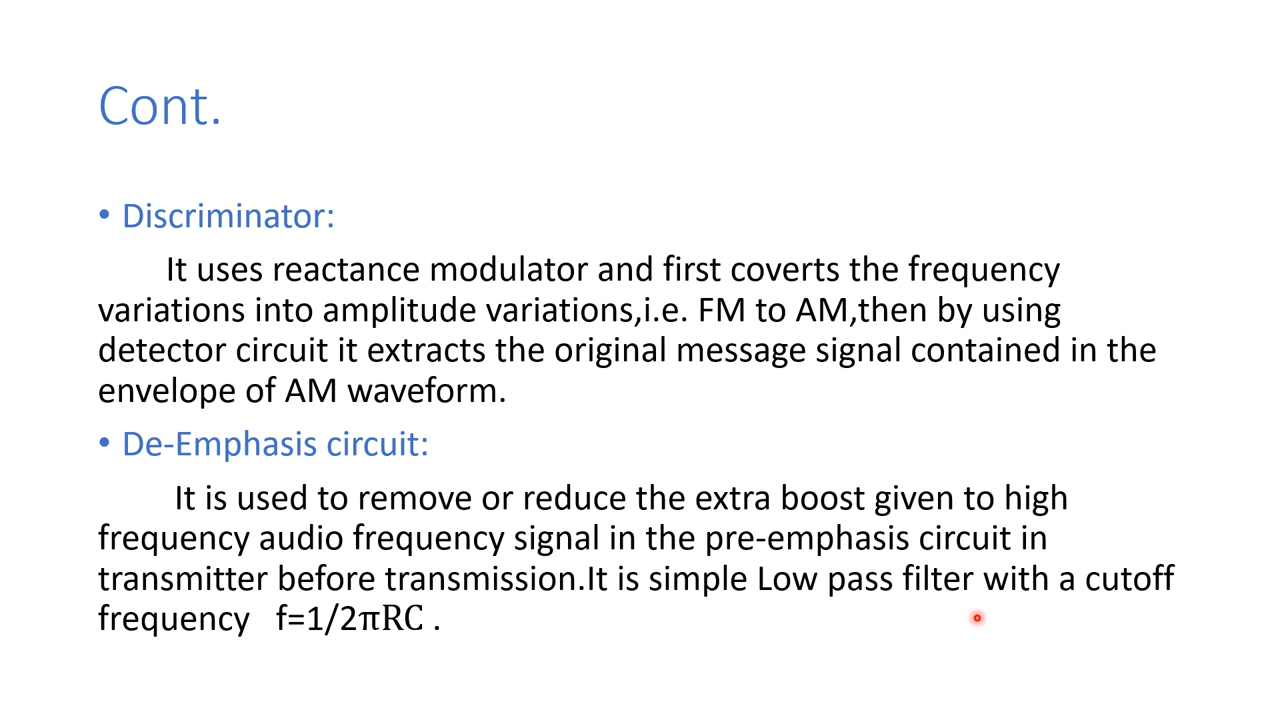 Cont.
• Discriminator:
It uses reactance modulator and first coverts the frequency
variations into amplitude variations,i.e. FM to AM,then by using
detector circuit it extracts the original message signal contained in the
envelope of AM waveform.
• De-Emphasis circuit:
It is used to remove or reduce the extra boost given to high
frequency audio frequency signal in the pre-emphasis circuit in
transmitter before transmission.It is simple Low pass filter with a cutoff
frequency f=1/2πRC .